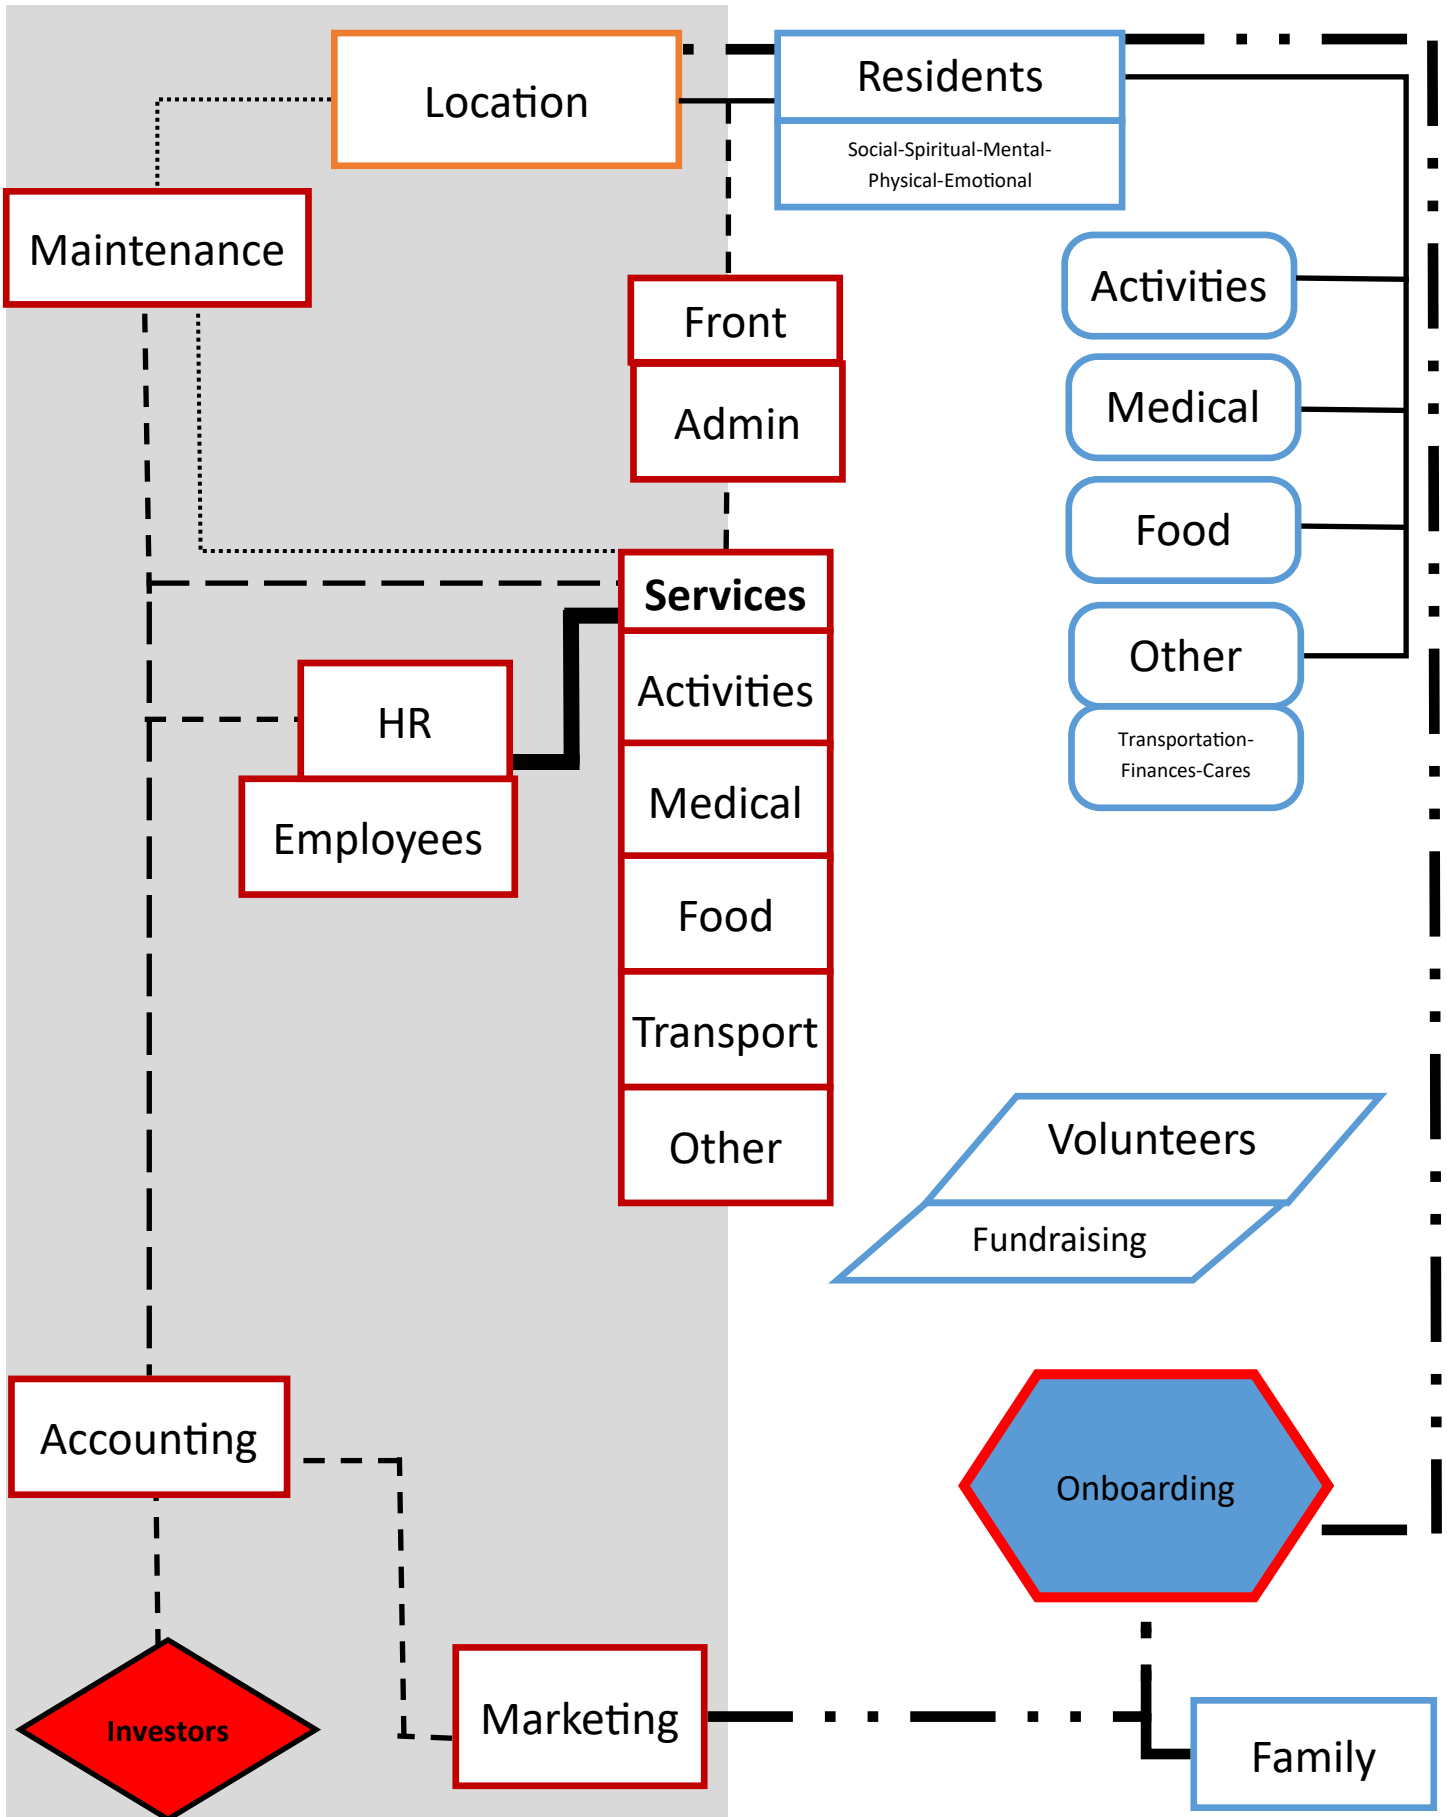 Location
Residents
Social-Spiritual-Mental-
Physical-Emotional
Maintenance
Front
Admin
Activities
Medical
Food
Other
Transportation-
Finances-Cares
Services
Activities
Medical
Food
Transport
Other
HR
Employees
Volunteers
Fundraising
Accounting
Onboarding
Investors
Marketing
Family